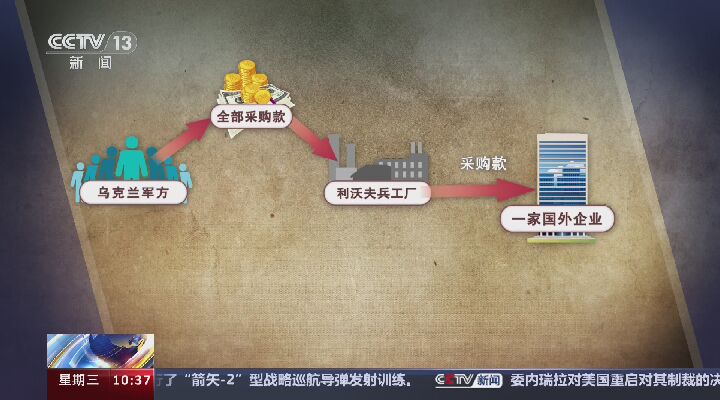 CCTV 13
新闻
全部采购款
乌克兰军方
利沃夫兵工厂
采购款
一家国外企业
星期三 10:37
行了“箭矢-2”型战略巡航导弹发射训练。 CCTV 新闻 委内瑞拉对美国重启对其制裁的决